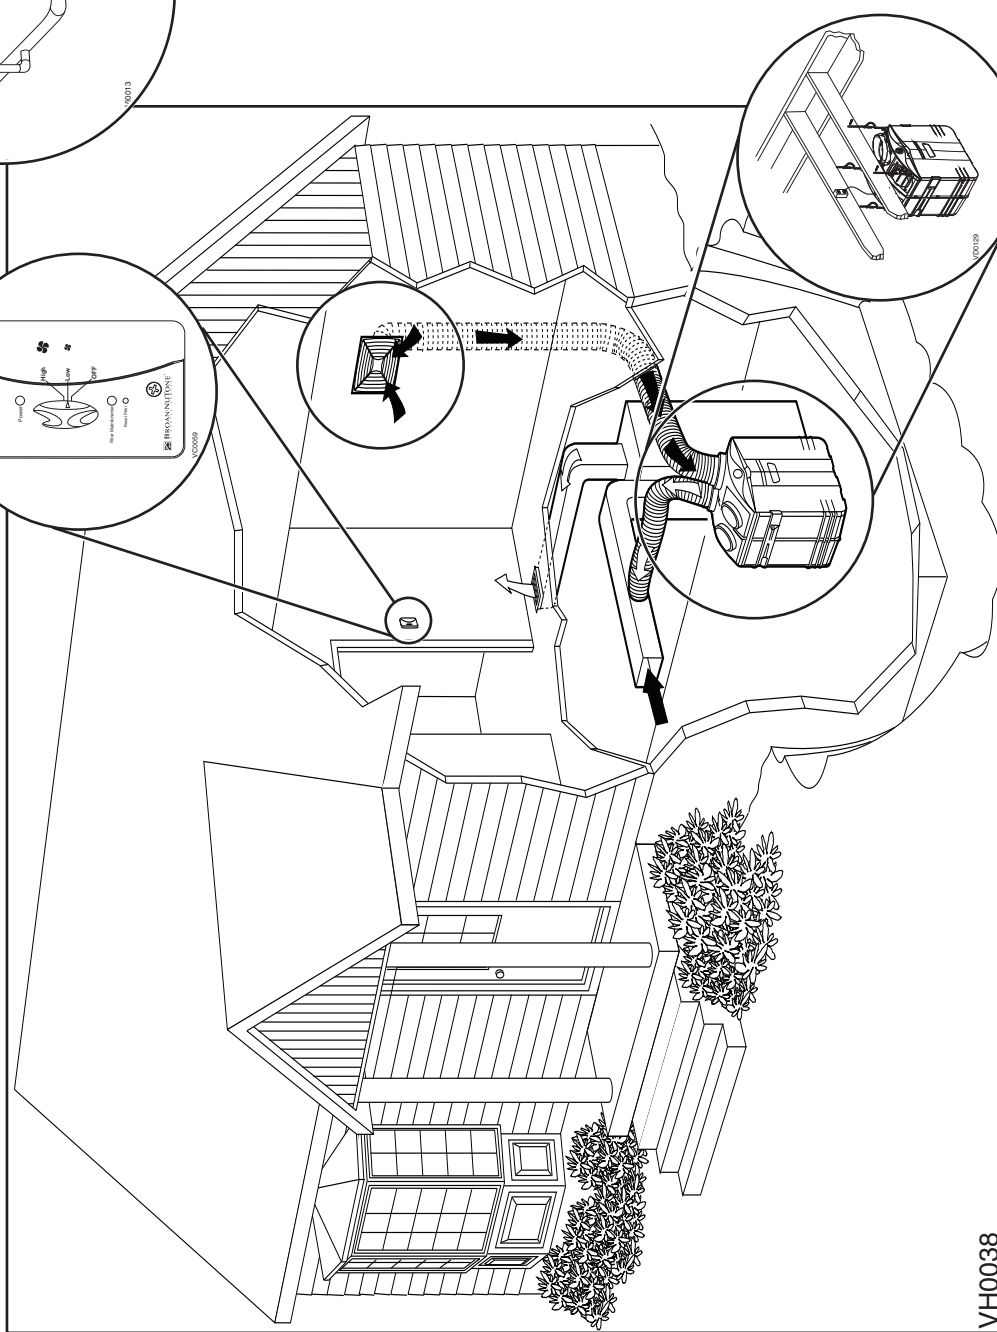 High
Low
OFF
Power
Filter Maintenance
Reset Filter
BROAN-NUTONE
VC0059
VD0129
VH0038